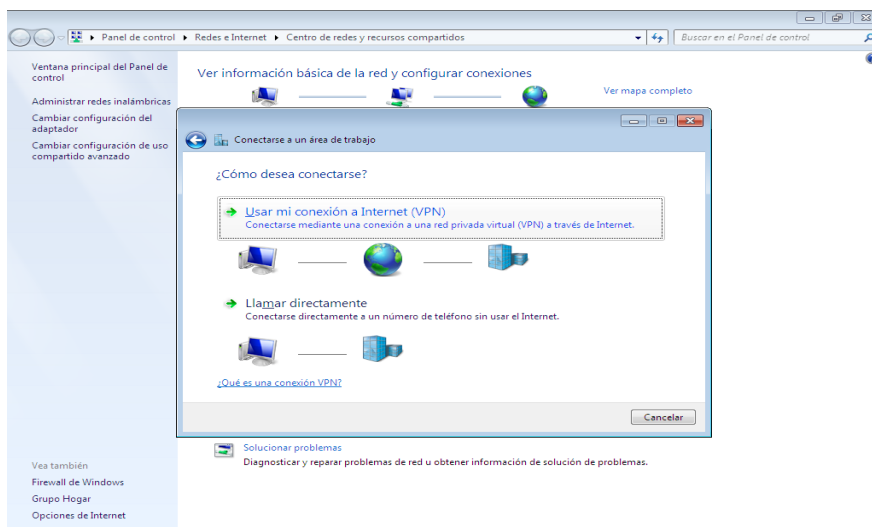 Panel de control ▸ Redes e Internet ▸ Centro de redes y recursos compartidos
Buscar en el Panel de control
Ventana principal del Panel de
control
Administrar redes inalámbricas
Cambiar configuración del
adaptador
Cambiar configuración de uso
compartido avanzado
Ver información básica de la red y configurar conexiones
Ver mapa completo
Conectarse a un área de trabajo
¿Cómo desea conectarse?
Usar mi conexión a Internet (VPN)
Conectarse mediante una conexión a una red privada virtual (VPN) a través de Internet.
Llamar directamente
Conectarse directamente a un número de teléfono sin usar el Internet.
¿Qué es una conexión VPN?
Cancelar
Solucionar problemas
Diagnosticar y reparar problemas de red u obtener información de solución de problemas.
Vea también
Firewall de Windows
Grupo Hogar
Opciones de Internet